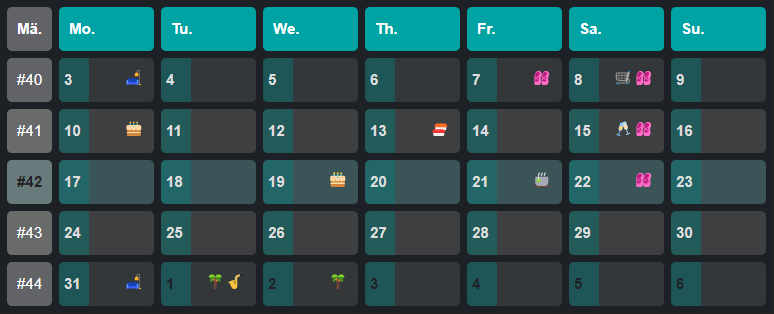 Mä. Mo. Tu. We. Th. Fr. Sa. Su.
#40 3 4 5 6 7 8 9
#41 10 11 12 13 14 15 16
#42 17 18 19 20 21 22 23
#43 24 25 26 27 28 29 30
#44 31 1 2 3 4 5 6